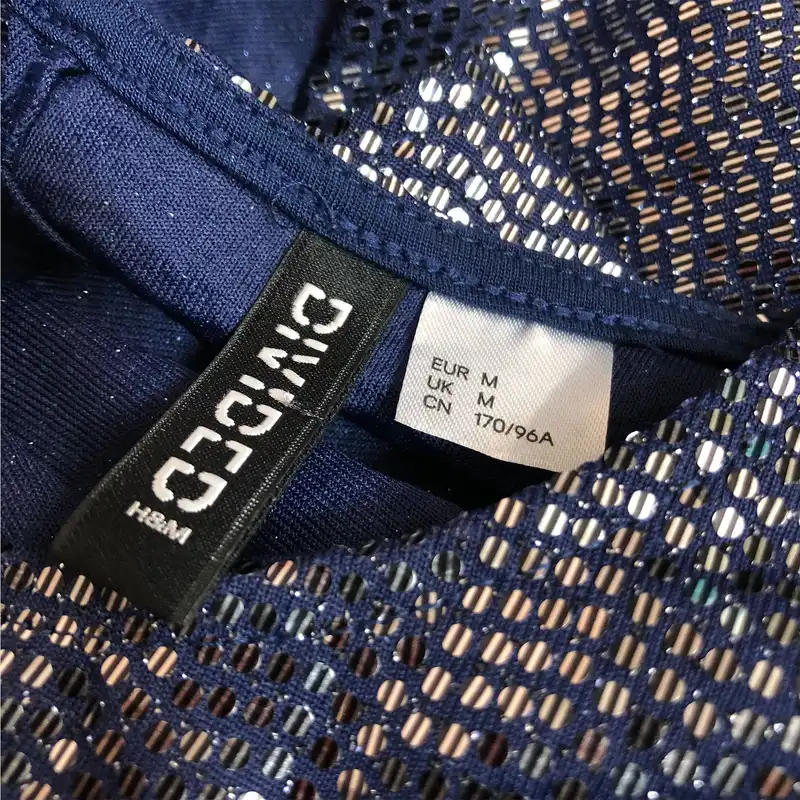 DIVIDED
H&M
EUR M
UK M
CN 170/96A